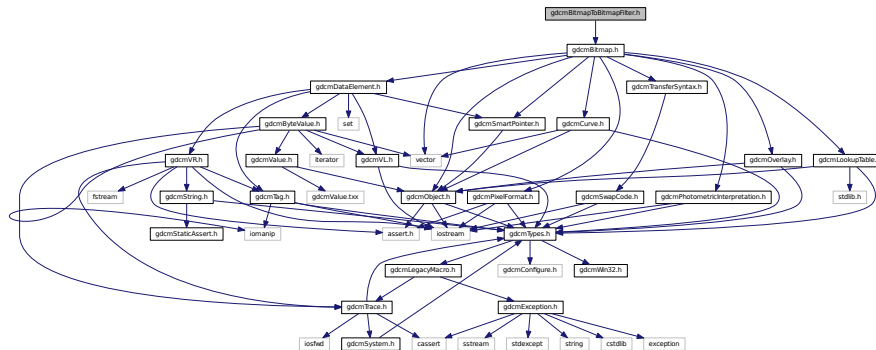 gdcmBitmapToBitmapFilter.h
gdcmBitmap.h
gdcmDataElement.h
gdcmTransferSyntax.h
gdcmByteValue.h
set
gdcmSmartPointer.h
gdcmCurve.h
gdcmVR.h
gdcmValue.h
iterator
gdcmVL.h
vector
gdcmOverlay.h
gdcmLookupTable.
fstream
gdcmString.h
gdcmTag.h
gdcmValue.txx
gdcmObject.h
gdcmPixelFormat.h
gdcmSwapCode.h
gdcmPhotometricInterpretation.h
stdlib.h
gdcmStaticAssert.h
iomanip
assert.h
iostream
gdcmTypes.h
gdcmLegacyMacro.h
gdcmConfigure.h
gdcmWin32.h
gdcmTrace.h
gdcmException.h
iosfwd
gdcmSystem.h
cassert
sstream
stdexcept
string
cstdlib
exception